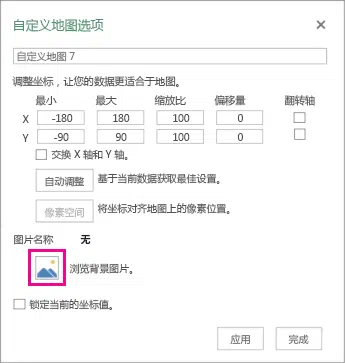 自定义地图选项
自定义地图 7
调整坐标，让您的数据更适合于地图。
最小 最大 缩放比 偏移量 翻转轴
X -180 180 100 0
Y -90 90 100 0
交换 X 轴和 Y 轴。
自动调整 基于当前数据获取最佳设置。
像素空间 将坐标对齐地图上的像素位置。
图片名称 无
浏览背景图片。
锁定当前的坐标值。
应用 完成